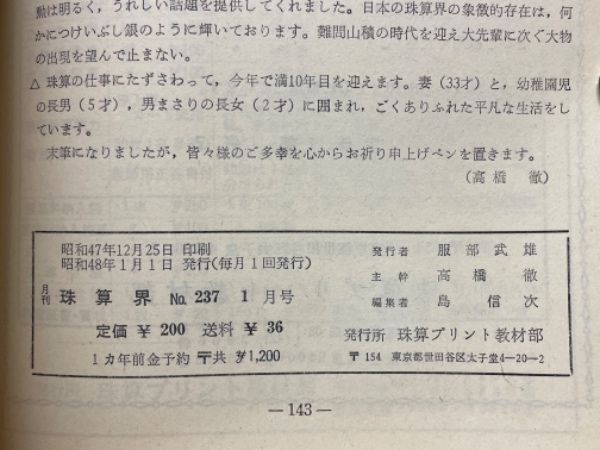 勲は明るく，うれしい話題を提供してくれました。日本の珠算界の象徴的存在は，何
かにつけいぶし銀のように輝いております。難問山積の時代を迎え大先輩に次ぐ大物
の出現を望んで止まない。
△ 珠算の仕事にたずさわって，今年で満10年目を迎えます。妻（33才）と，幼稚園児
の長男（5才），男まさりの長女（2才）に囲まれ，ごくありふれた平凡な生活をし
ています。
末筆になりましたが，皆々様のご多幸を心からお祈り申上げペンを置きます。
（高橋 徹）
昭和47年12月25日 印刷
昭和48年1月1日 発行（毎月1回発行）
月刊 珠算界 No. 237 1月号
定価 ￥200 送料 ￥36
1カ年前金予約 〒共 ￥1,200
発行者 服部武雄
主幹 高橋徹
編集者 島信次
発行所 珠算プリント教材部
〒154 東京都世田谷区太子堂4―20―2
― 143 ―